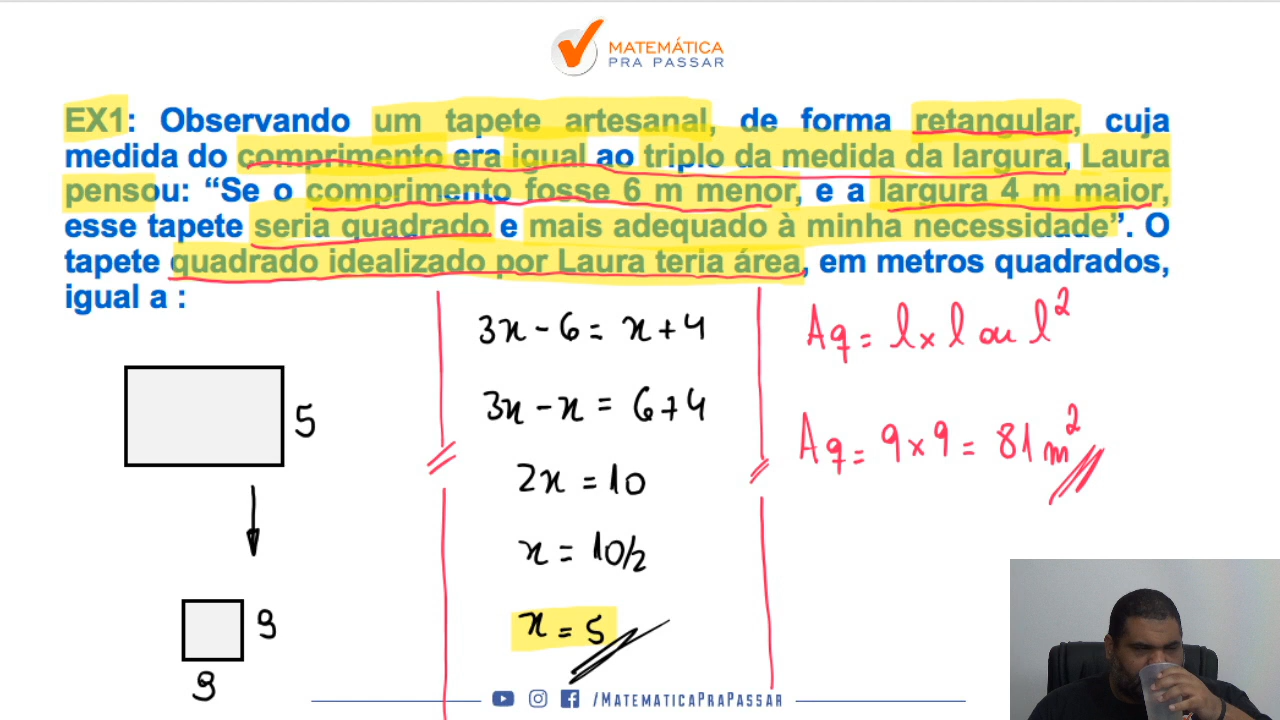 MATEMÁTICA
PRA PASSAR
EX1: Observando um tapete artesanal, de forma retangular, cuja
medida do comprimento era igual ao triplo da medida da largura, Laura
pensou: “Se o comprimento fosse 6 m menor, e a largura 4 m maior,
esse tapete seria quadrado e mais adequado à minha necessidade”. O
tapete quadrado idealizado por Laura teria área, em metros quadrados,
igual a :
5
9
9
3x - 6 = x + 4
3x - x = 6 + 4
2x = 10
x = 10/2
x = 5
Aq = l x l ou l²
Aq = 9 x 9 = 81 m²
/MATEMATICAPRAPASSAR